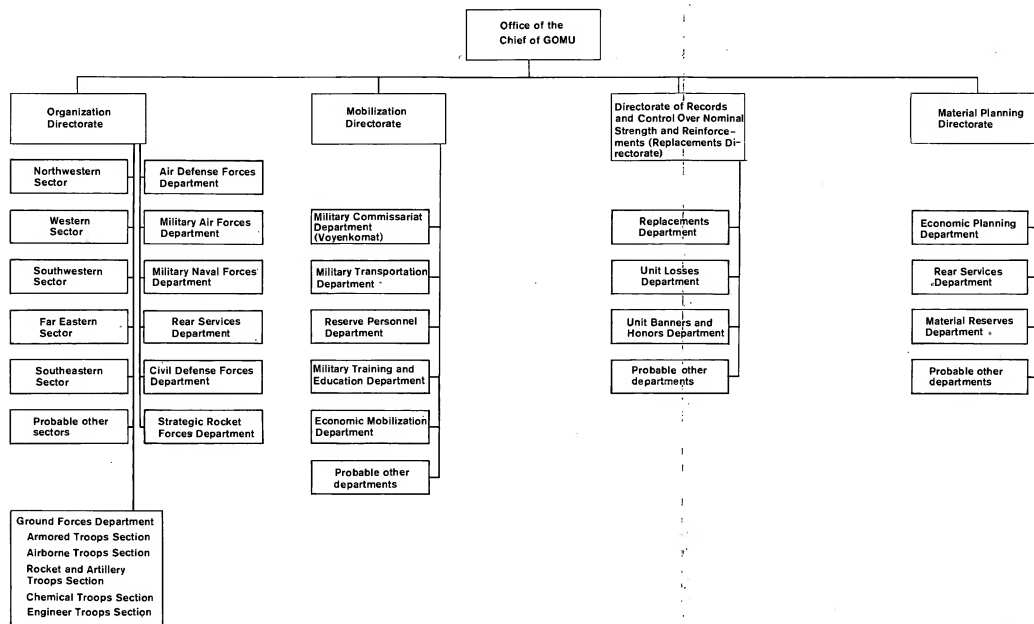 Office of the
Chief of GOMU
Organization
Directorate
Mobilization
Directorate
Directorate of Records
and Control Over Nominal
Strength and Reinforce-
ments (Replacements Di-
rectorate)
Material Planning
Directorate
Northwestern
Sector
Western
Sector
Southwestern
Sector
Far Eastern
Sector
Southeastern
Sector
Probable other
sectors
Air Defense Forces
Department
Military Air Forces
Department
Military Naval Forces
Department
Rear Services
Department
Civil Defense Forces
Department
Strategic Rocket
Forces Department
Ground Forces Department
Armored Troops Section
Airborne Troops Section
Rocket and Artillery
Troops Section
Chemical Troops Section
Engineer Troops Section
Military Commissariat
Department
(Voyenkomat)
Military Transportation
Department
Reserve Personnel
Department
Military Training and
Education Department
Economic Mobilization
Department
Probable other
departments
Replacements
Department
Unit Losses
Department
Unit Banners and
Honors Department
Probable other
departments
Economic Planning
Department
Rear Services
Department
Material Reserves
Department
Probable other
departments